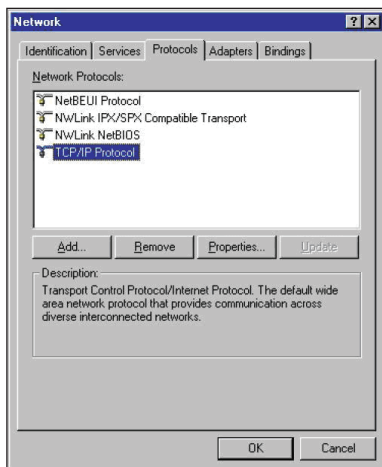 Network
Identification Services Protocols Adapters Bindings
Network Protocols:
NetBEUI Protocol
NWLink IPX/SPX Compatible Transport
NWLink NetBIOS
TCP/IP Protocol
Add... Remove Properties... Update
Description:
Transport Control Protocol/Internet Protocol. The default wide
area network protocol that provides communication across
diverse interconnected networks.
OK Cancel